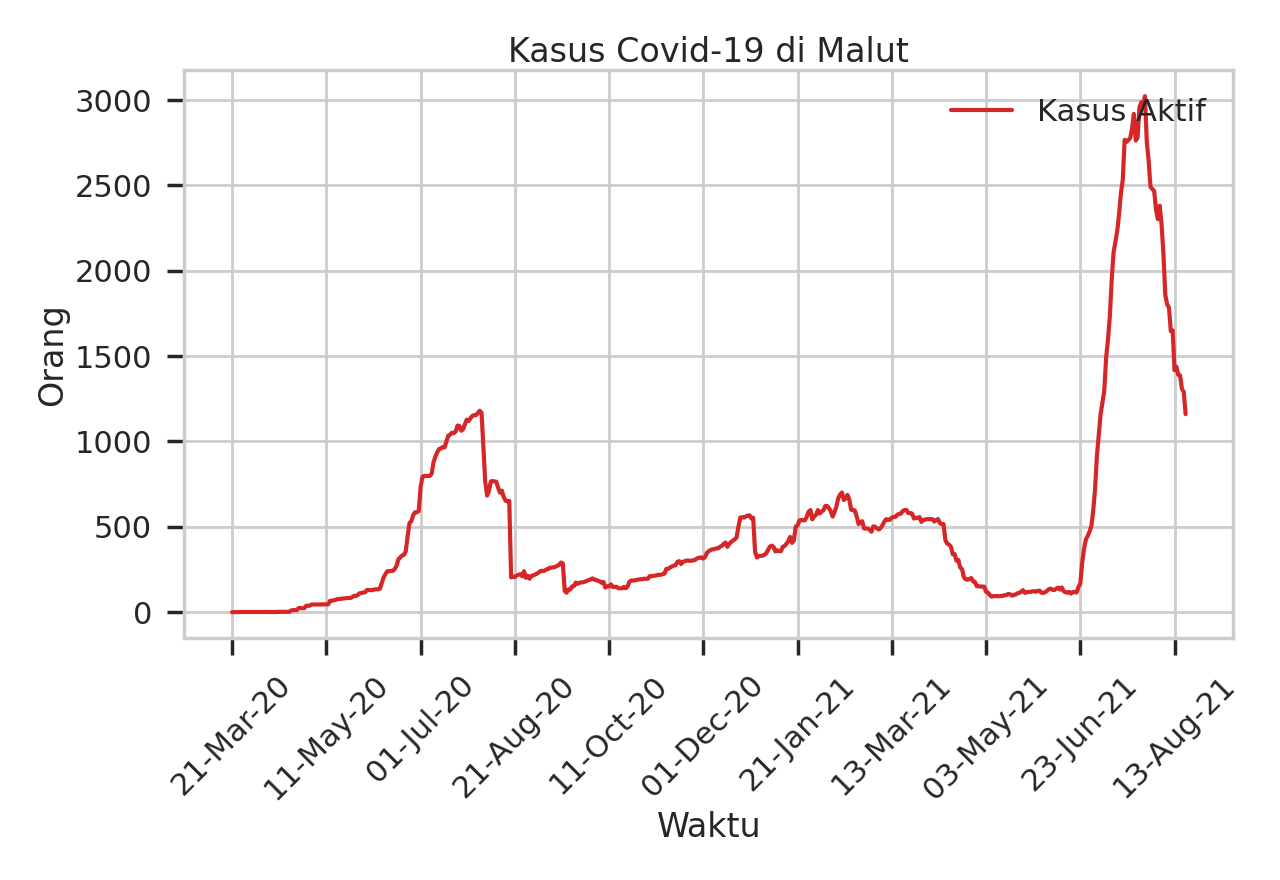 Kasus Covid-19 di Malut
Kasus Aktif
3000
2500
2000
1500
1000
500
0
Orang
21-Mar-20
11-May-20
01-Jul-20
21-Aug-20
11-Oct-20
01-Dec-20
21-Jan-21
13-Mar-21
03-May-21
23-Jun-21
13-Aug-21
Waktu